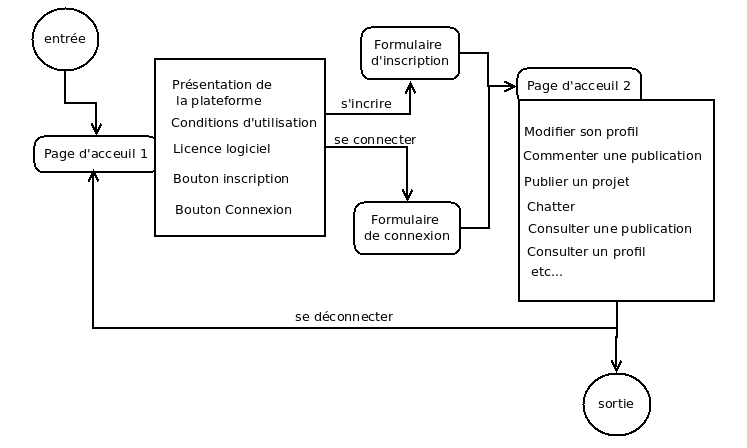 entrée
Page d'acceuil 1
Présentation de
la plateforme
Conditions d'utilisation
Licence logiciel
Bouton inscription
Bouton Connexion
s'incrire
se connecter
Formulaire
d'inscription
Formulaire
de connexion
Page d'acceuil 2
Modifier son profil
Commenter une publication
Publier un projet
Chatter
Consulter une publication
Consulter un profil
etc...
se déconnecter
sortie